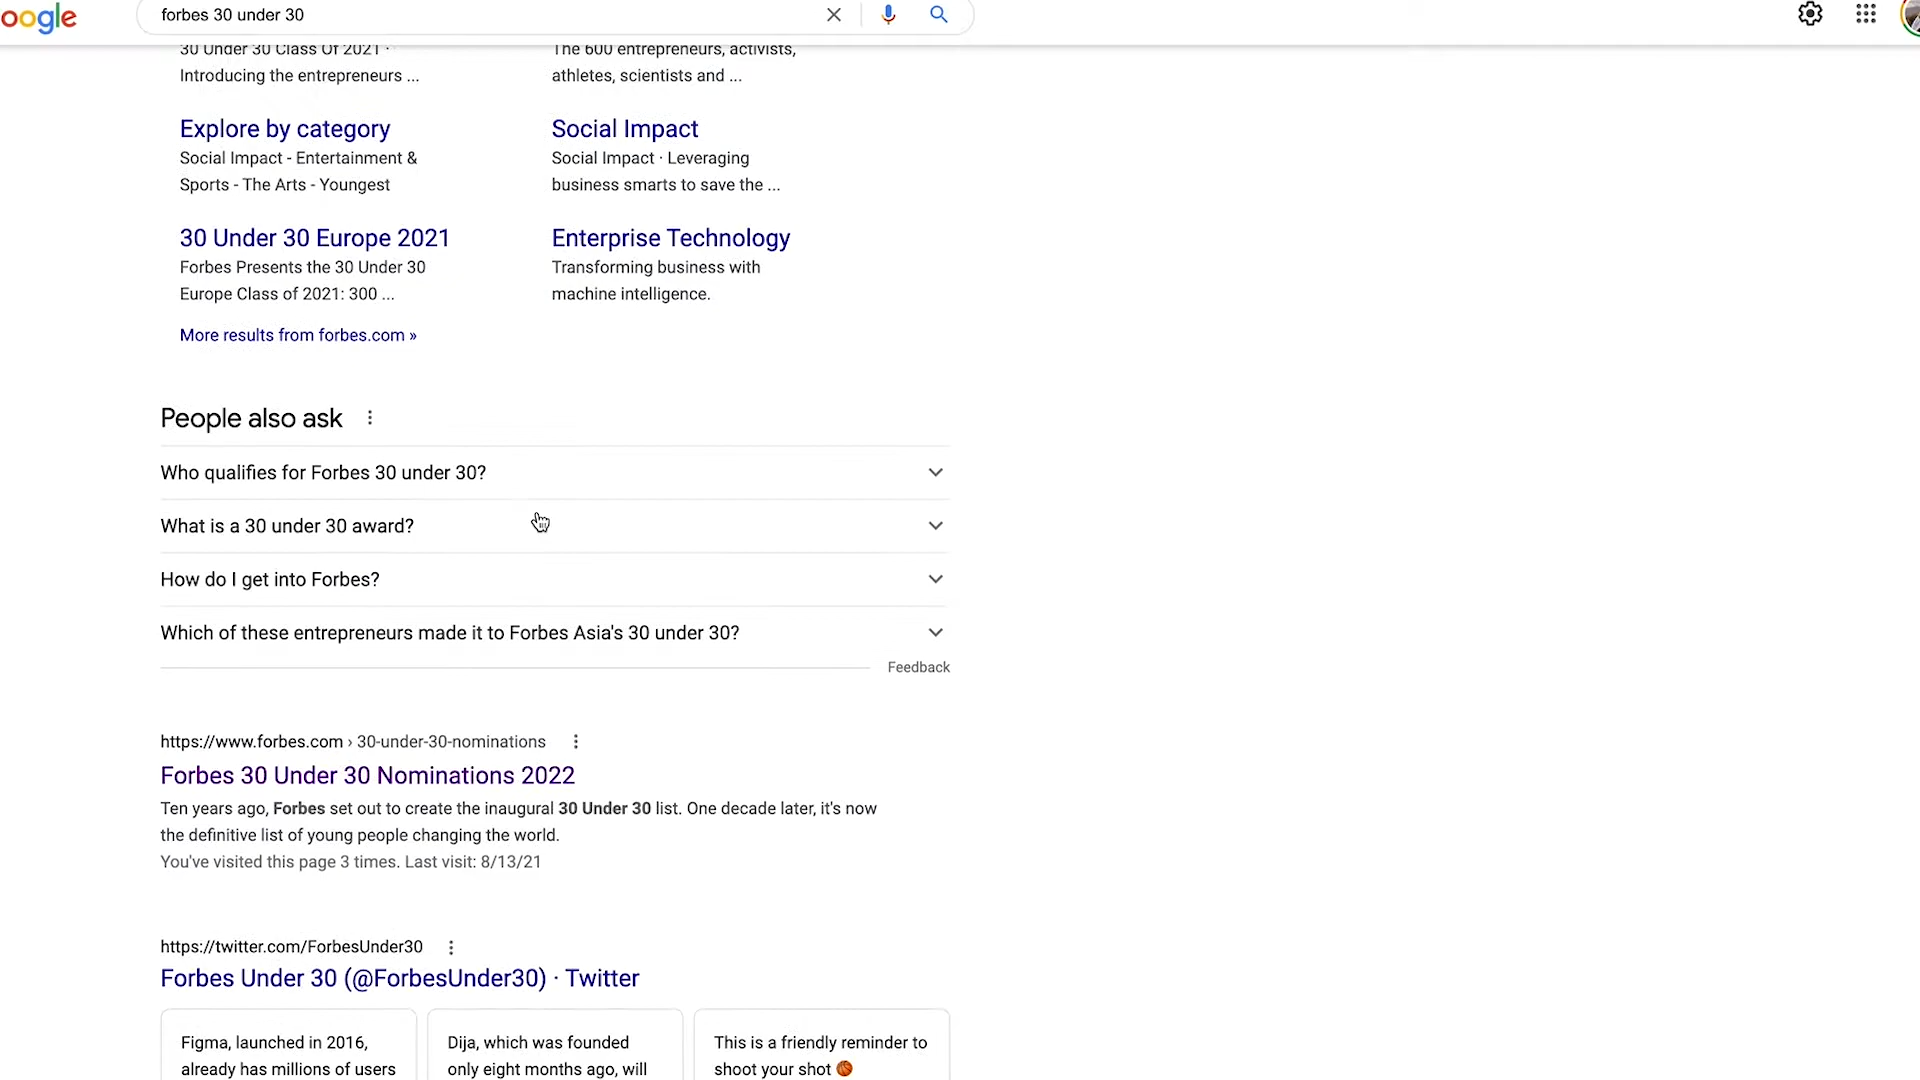 oogle
forbes 30 under 30
30 Under 30 Class Of 2021 ·
Introducing the entrepreneurs ...
The 600 entrepreneurs, activists,
athletes, scientists and ...
Explore by category
Social Impact - Entertainment &
Sports - The Arts - Youngest
Social Impact
Social Impact · Leveraging
business smarts to save the ...
30 Under 30 Europe 2021
Forbes Presents the 30 Under 30
Europe Class of 2021: 300 ...
Enterprise Technology
Transforming business with
machine intelligence.
More results from forbes.com »
People also ask
Who qualifies for Forbes 30 under 30?
What is a 30 under 30 award?
How do I get into Forbes?
Which of these entrepreneurs made it to Forbes Asia's 30 under 30?
Feedback
https://www.forbes.com › 30-under-30-nominations
Forbes 30 Under 30 Nominations 2022
Ten years ago, Forbes set out to create the inaugural 30 Under 30 list. One decade later, it's now
the definitive list of young people changing the world.
You've visited this page 3 times. Last visit: 8/13/21
https://twitter.com/ForbesUnder30
Forbes Under 30 (@ForbesUnder30) · Twitter
Figma, launched in 2016,
already has millions of users
Dija, which was founded
only eight months ago, will
This is a friendly reminder to
shoot your shot 🏀